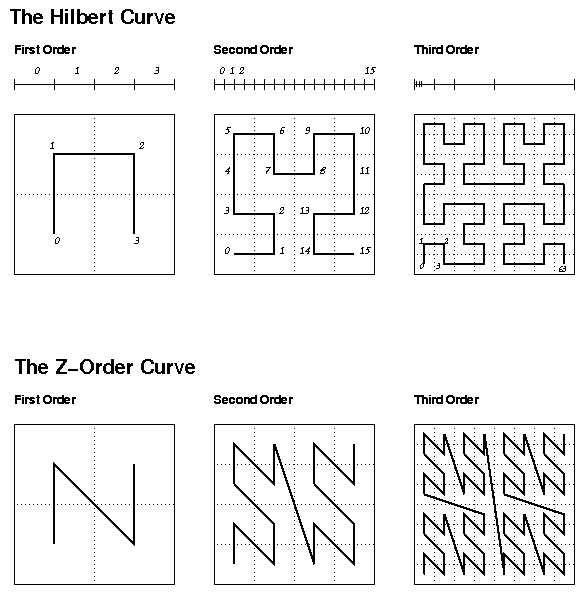 The Hilbert Curve
First Order Second Order Third Order
0 1 2 3 0 1 2 15
1 2 5 6 9 10
4 7 8 11
3 2 13 12 1 2
0 3 0 1 14 15 0 3 63
The Z-Order Curve
First Order Second Order Third Order